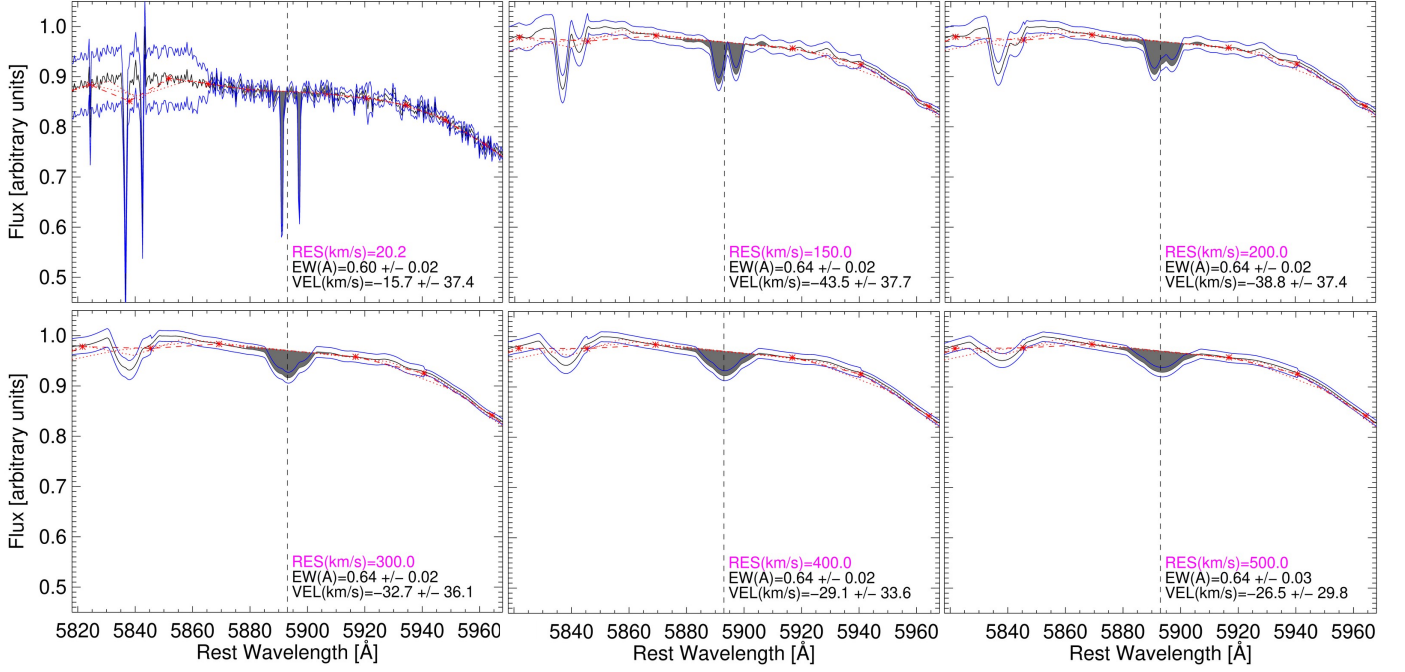 1.0
0.9
0.8
0.7
0.6
0.5
Flux [arbitrary units]
RES(km/s)=20.2
EW(A)=0.60 +/− 0.02
VEL(km/s)=−15.7 +/− 37.4
RES(km/s)=150.0
EW(A)=0.64 +/− 0.02
VEL(km/s)=−43.5 +/− 37.7
RES(km/s)=200.0
EW(A)=0.64 +/− 0.02
VEL(km/s)=−38.8 +/− 37.4
1.0
0.9
0.8
0.7
0.6
0.5
Flux [arbitrary units]
RES(km/s)=300.0
EW(A)=0.64 +/− 0.02
VEL(km/s)=−32.7 +/− 36.1
RES(km/s)=400.0
EW(A)=0.64 +/− 0.02
VEL(km/s)=−29.1 +/− 33.6
RES(km/s)=500.0
EW(A)=0.64 +/− 0.03
VEL(km/s)=−26.5 +/− 29.8
5820 5840 5860 5880 5900 5920 5940 5960
5840 5860 5880 5900 5920 5940 5960
5840 5860 5880 5900 5920 5940 5960
Rest Wavelength [Å]
Rest Wavelength [Å]
Rest Wavelength [Å]